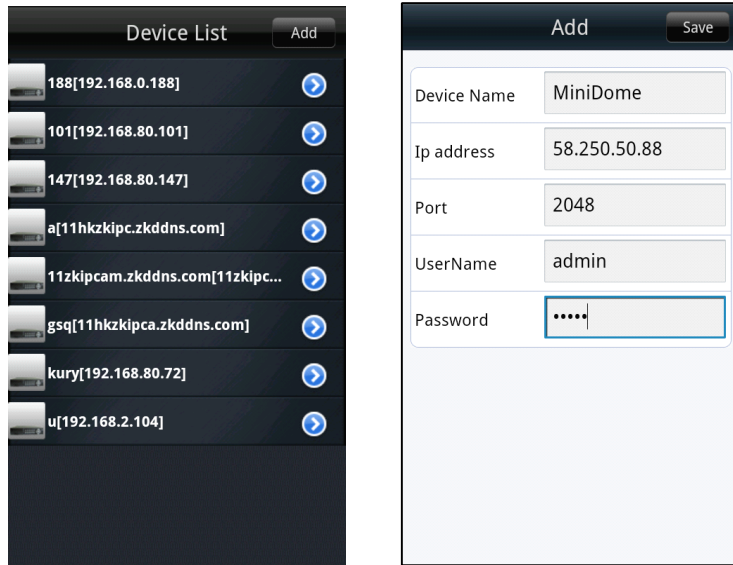 Device List
Add
188[192.168.0.188]
101[192.168.80.101]
147[192.168.80.147]
a[11hkzkipc.zkddns.com]
11zkipcam.zkddns.com[11zkipc...
gsq[11hkzkipca.zkddns.com]
kury[192.168.80.72]
u[192.168.2.104]
Add
Save
Device Name MiniDome
Ip address 58.250.50.88
Port 2048
UserName admin
Password •••••